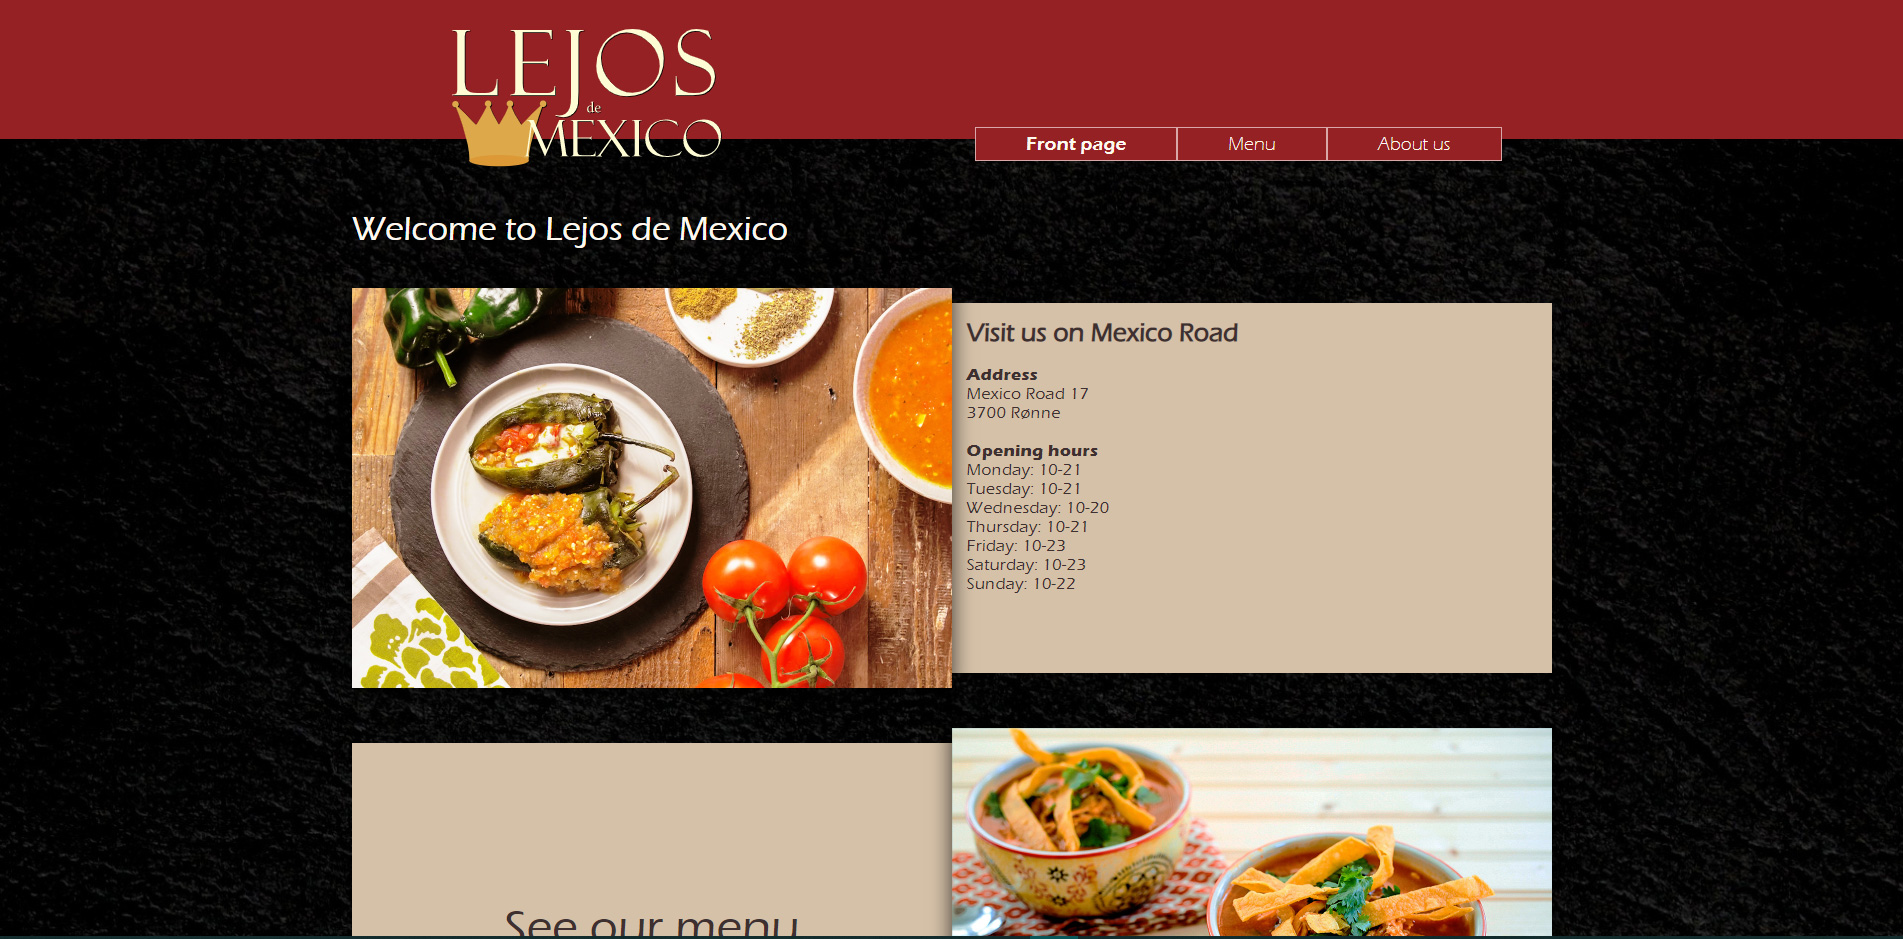 LEJOS
de
MEXICO
Front page
Menu
About us
Welcome to Lejos de Mexico
Visit us on Mexico Road
Address
Mexico Road 17
3700 Rønne
Opening hours
Monday: 10-21
Tuesday: 10-21
Wednesday: 10-20
Thursday: 10-21
Friday: 10-23
Saturday: 10-23
Sunday: 10-22
See our menu